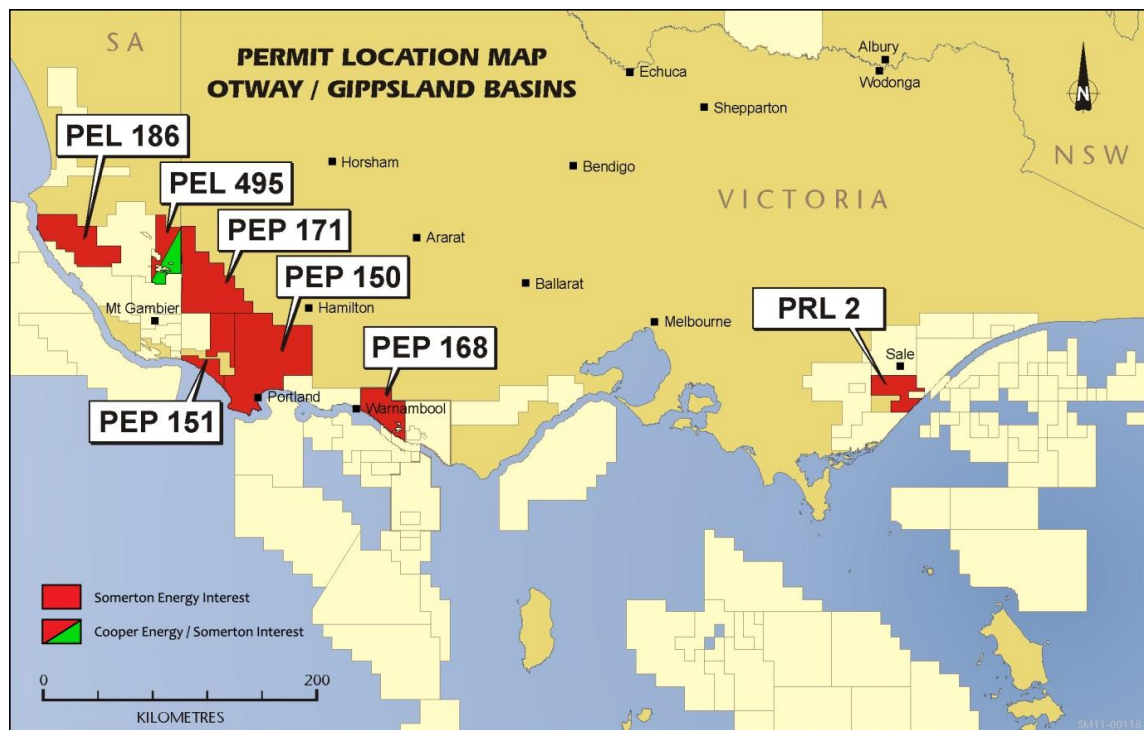 SA
PERMIT LOCATION MAP
OTWAY / GIPPSLAND BASINS
Albury
Wodonga
Echuca
Shepparton
N
NSW
PEL 186
PEL 495
Horsham
Bendigo
VICTORIA
PEP 171
Ararat
PEP 150
Ballarat
Mt Gambier
Hamilton
Melbourne
PRL 2
PEP 168
Sale
PEP 151
Portland
Warnambool
Somerton Energy Interest
Cooper Energy / Somerton Interest
0
200
KILOMETRES
SM11-00118